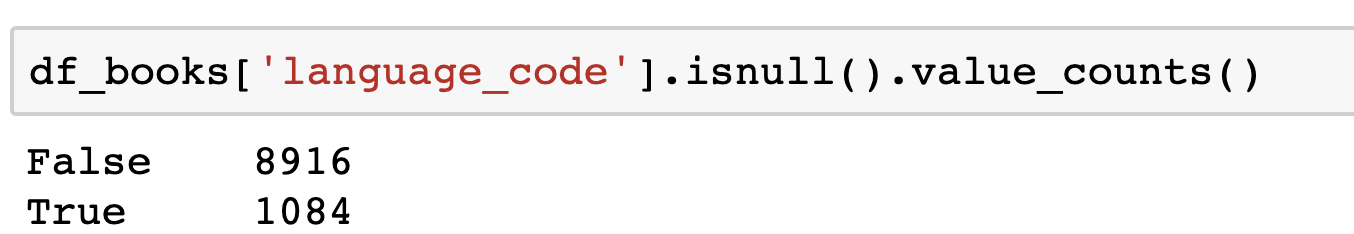 df_books['language_code'].isnull().value_counts()
False    8916
True     1084